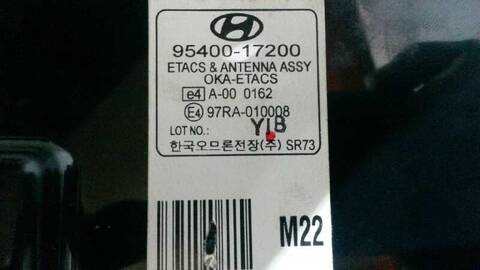 95400-17200
ETACS & ANTENNA ASSY
OKA-ETACS
e4 A-00 0162
E4 97RA-010008
LOT NO.: Y1B
한국오므론전장(주) SR73
M22